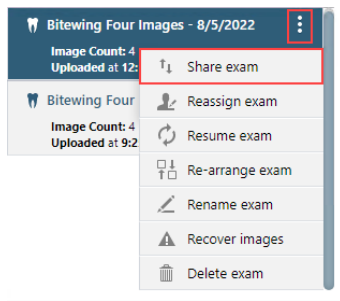 Bitewing Four Images - 8/5/2022
Image Count: 4
Uploaded at 12:
Share exam
Reassign exam
Bitewing Four
Image Count: 4
Uploaded at 9:2
Resume exam
Re-arrange exam
Rename exam
Recover images
Delete exam